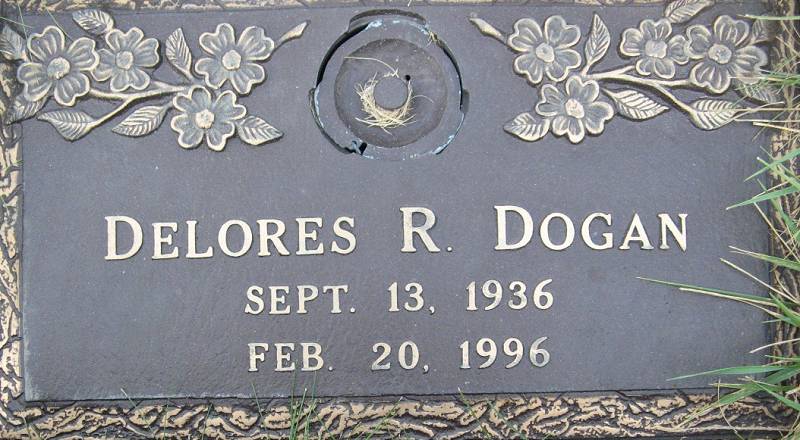 DELORES R. DOGAN
SEPT. 13, 1936
FEB. 20, 1996